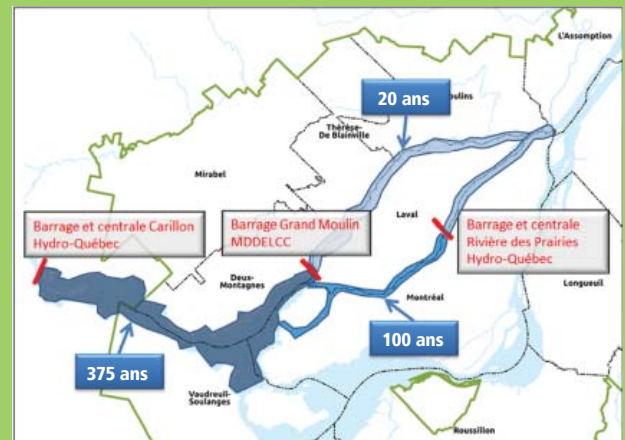 L'Assomption
20 ans
oulins
Thérèse-
De Blainville
Mirabel
Barrage et centrale Carillon
Hydro-Québec
Barrage Grand Moulin
MDDELCC
Laval
Barrage et centrale
Rivière des Prairies
Hydro-Québec
Deux-
Montagnes
Longueuil
Montréal
375 ans
100 ans
Vaudreuil-
Soulanges
Roussillon